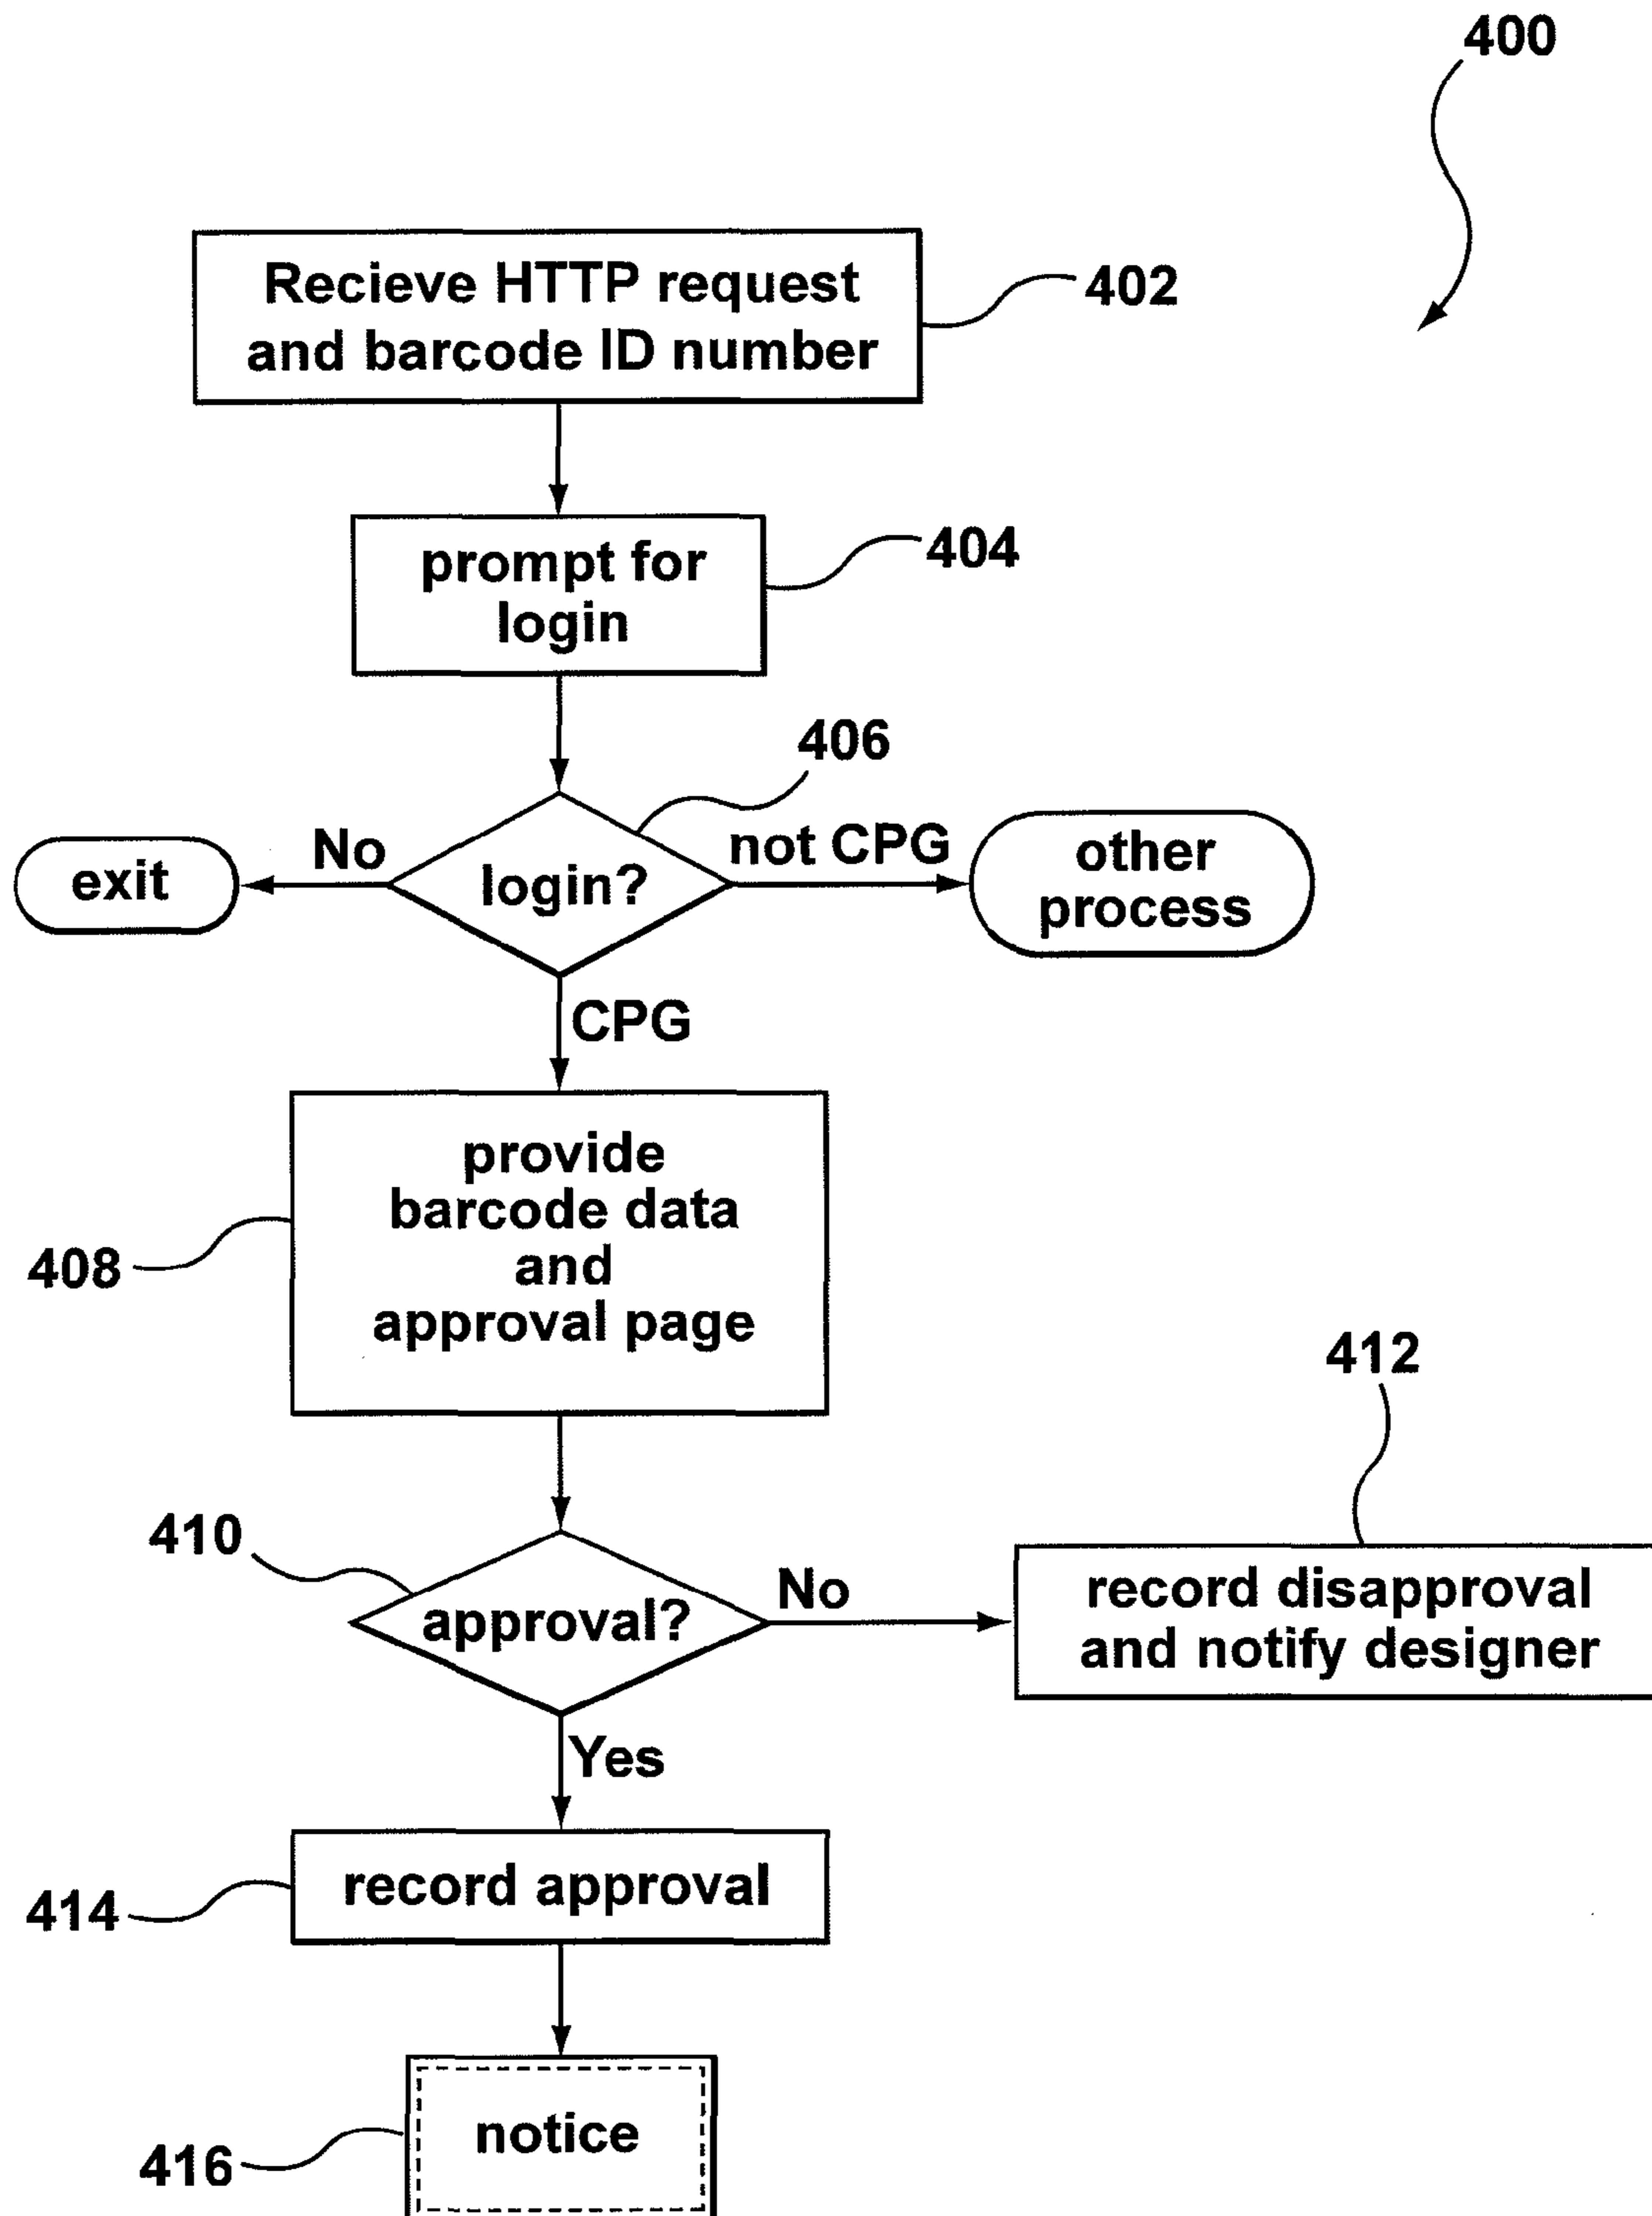 400
Recieve HTTP request
and barcode ID number
402
prompt for
login
404
406
No
login?
not CPG
exit
other
process
CPG
provide
barcode data
and
approval page
408
412
410
approval?
No
record disapproval
and notify designer
Yes
record approval
414
notice
416